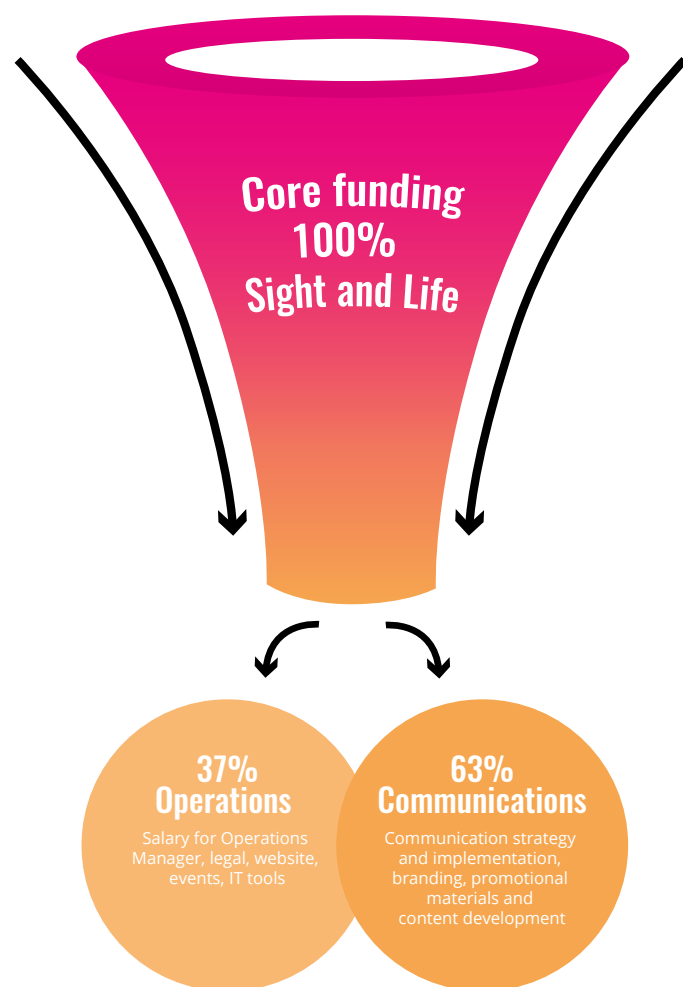 Core funding
100%
Sight and Life
37%
Operations
Salary for Operations
Manager, legal, website,
events, IT tools
63%
Communications
Communication strategy
and implementation,
branding, promotional
materials and
content development